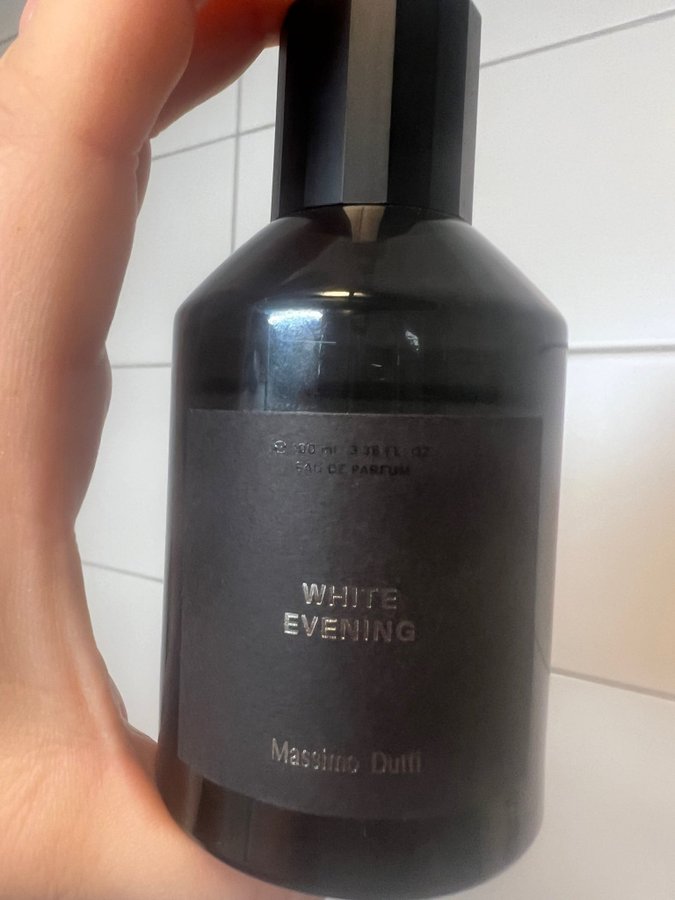 ℮ 100 ml 3.38 FL. OZ
EAU DE PARFUM
WHITE
EVENING
Massimo Dutti